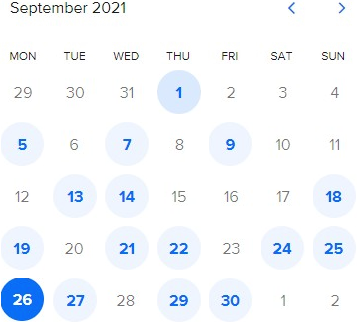 September 2021
MON TUE WED THU FRI SAT SUN
29 30 31 1 2 3 4
5 6 7 8 9 10 11
12 13 14 15 16 17 18
19 20 21 22 23 24 25
26 27 28 29 30 1 2